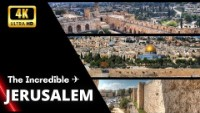 4K
ULTRA HD
The Incredible ✈
JERUSALEM